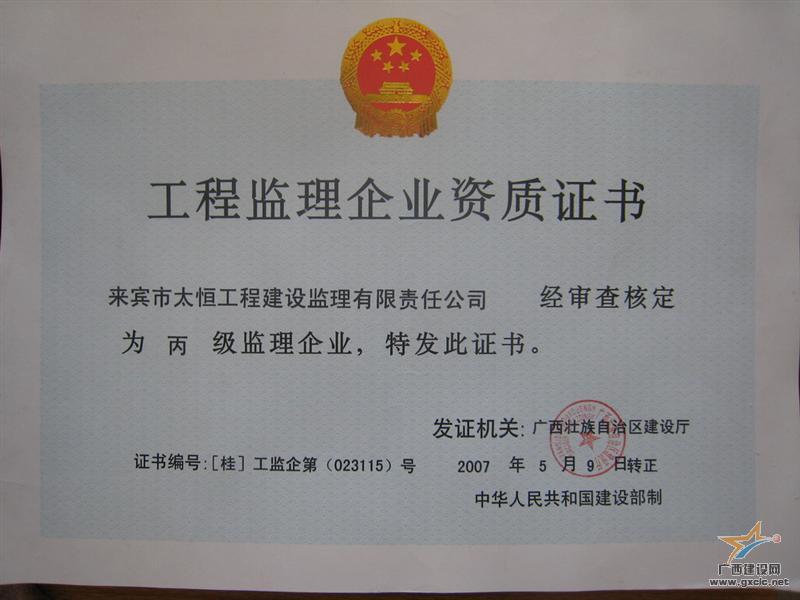 工程监理企业资质证书
来宾市太恒工程建设监理有限责任公司 经审查核定
为 丙 级监理企业，特发此证书。
发证机关：广西壮族自治区建设厅
证书编号：［桂］工监企第（023115）号 2007 年 5 月 9 日转正
中华人民共和国建设部制
广西建设网
www.gxcic.net